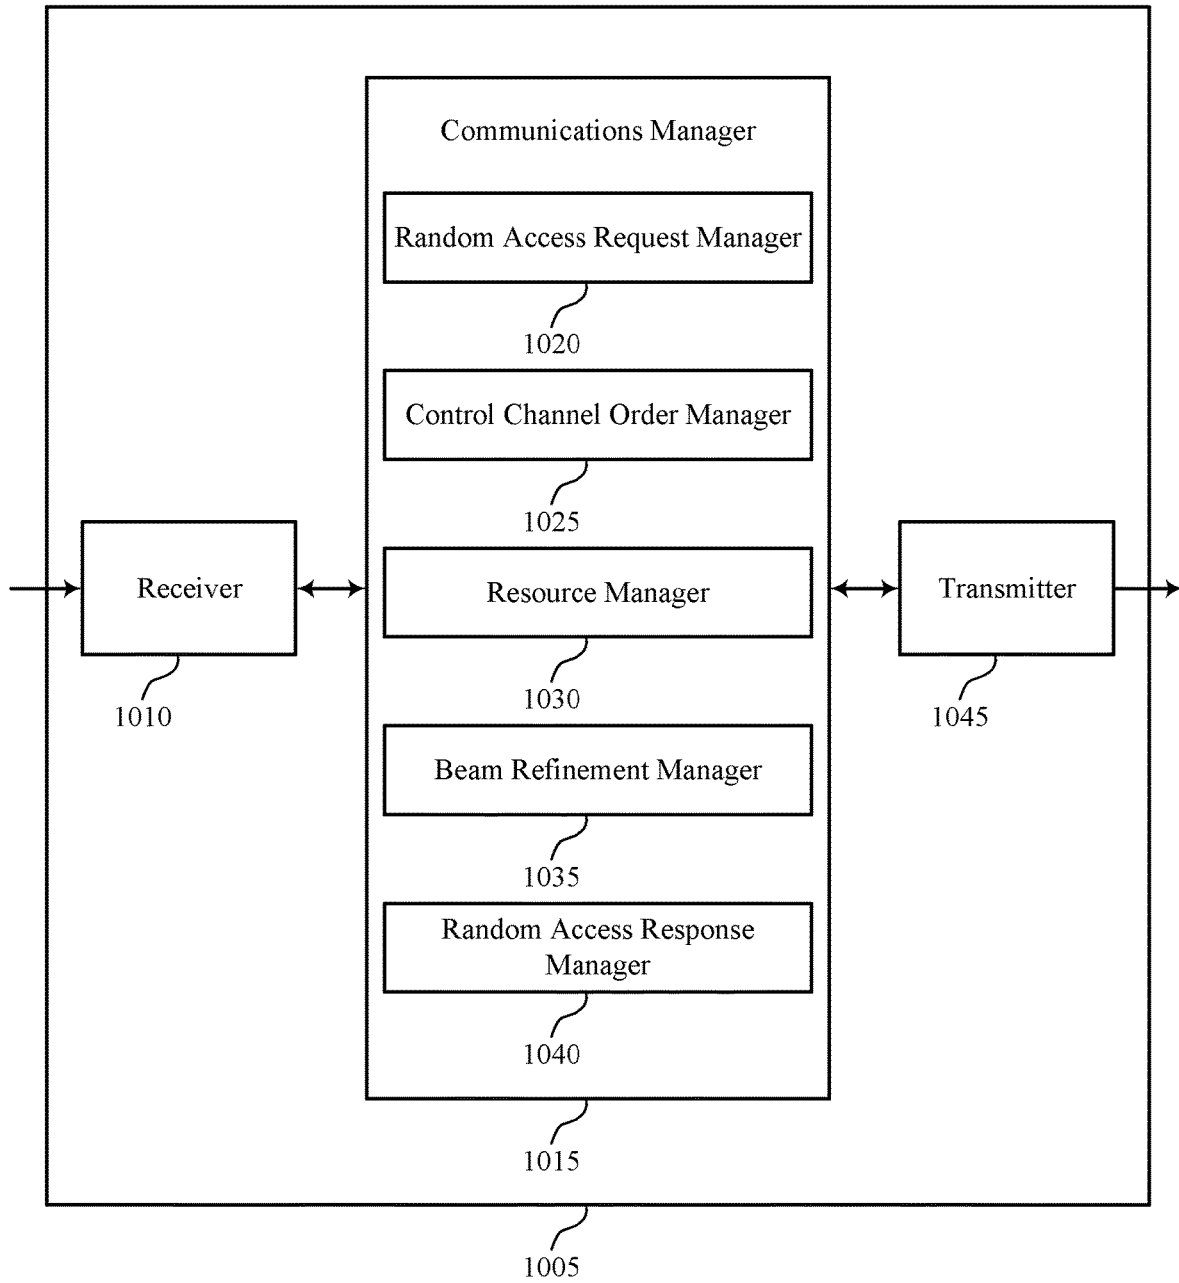 Communications Manager
Random Access Request Manager
1020
Control Channel Order Manager
1025
Receiver
1010
Resource Manager
1030
Transmitter
1045
Beam Refinement Manager
1035
Random Access Response
Manager
1040
1015
1005